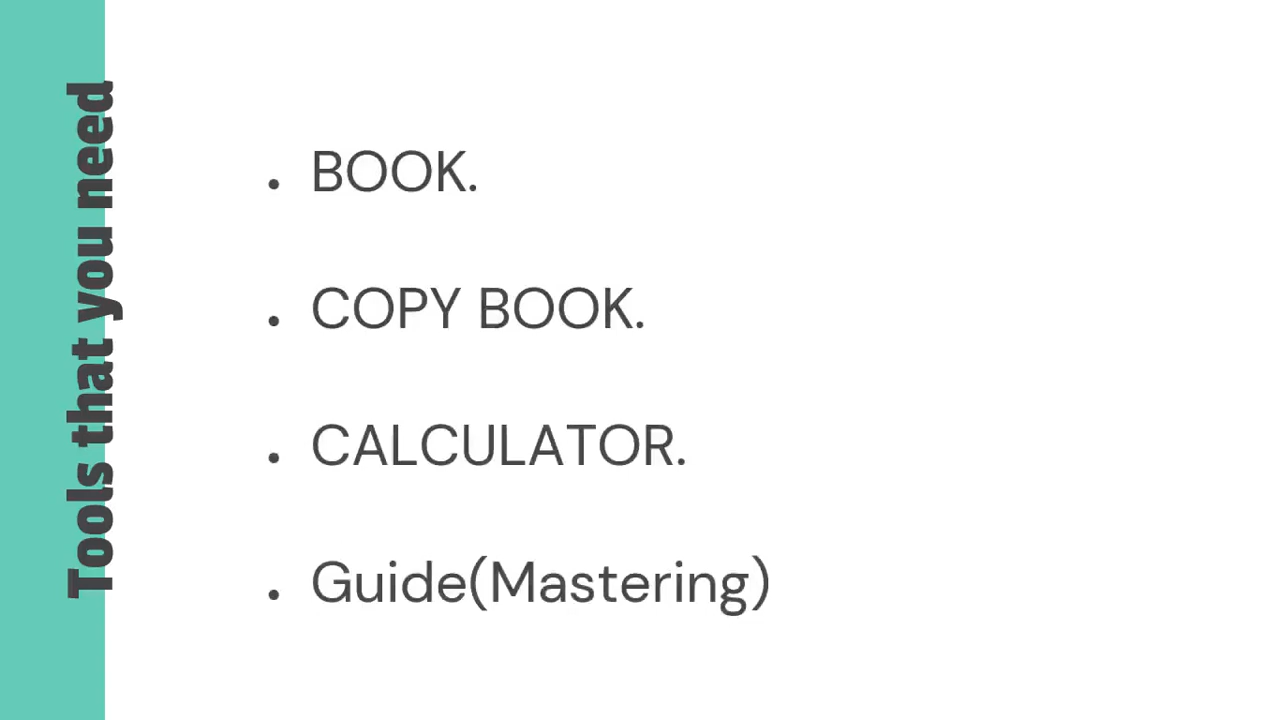 Tools that you need
. BOOK.
. COPY BOOK.
. CALCULATOR.
. Guide(Mastering)